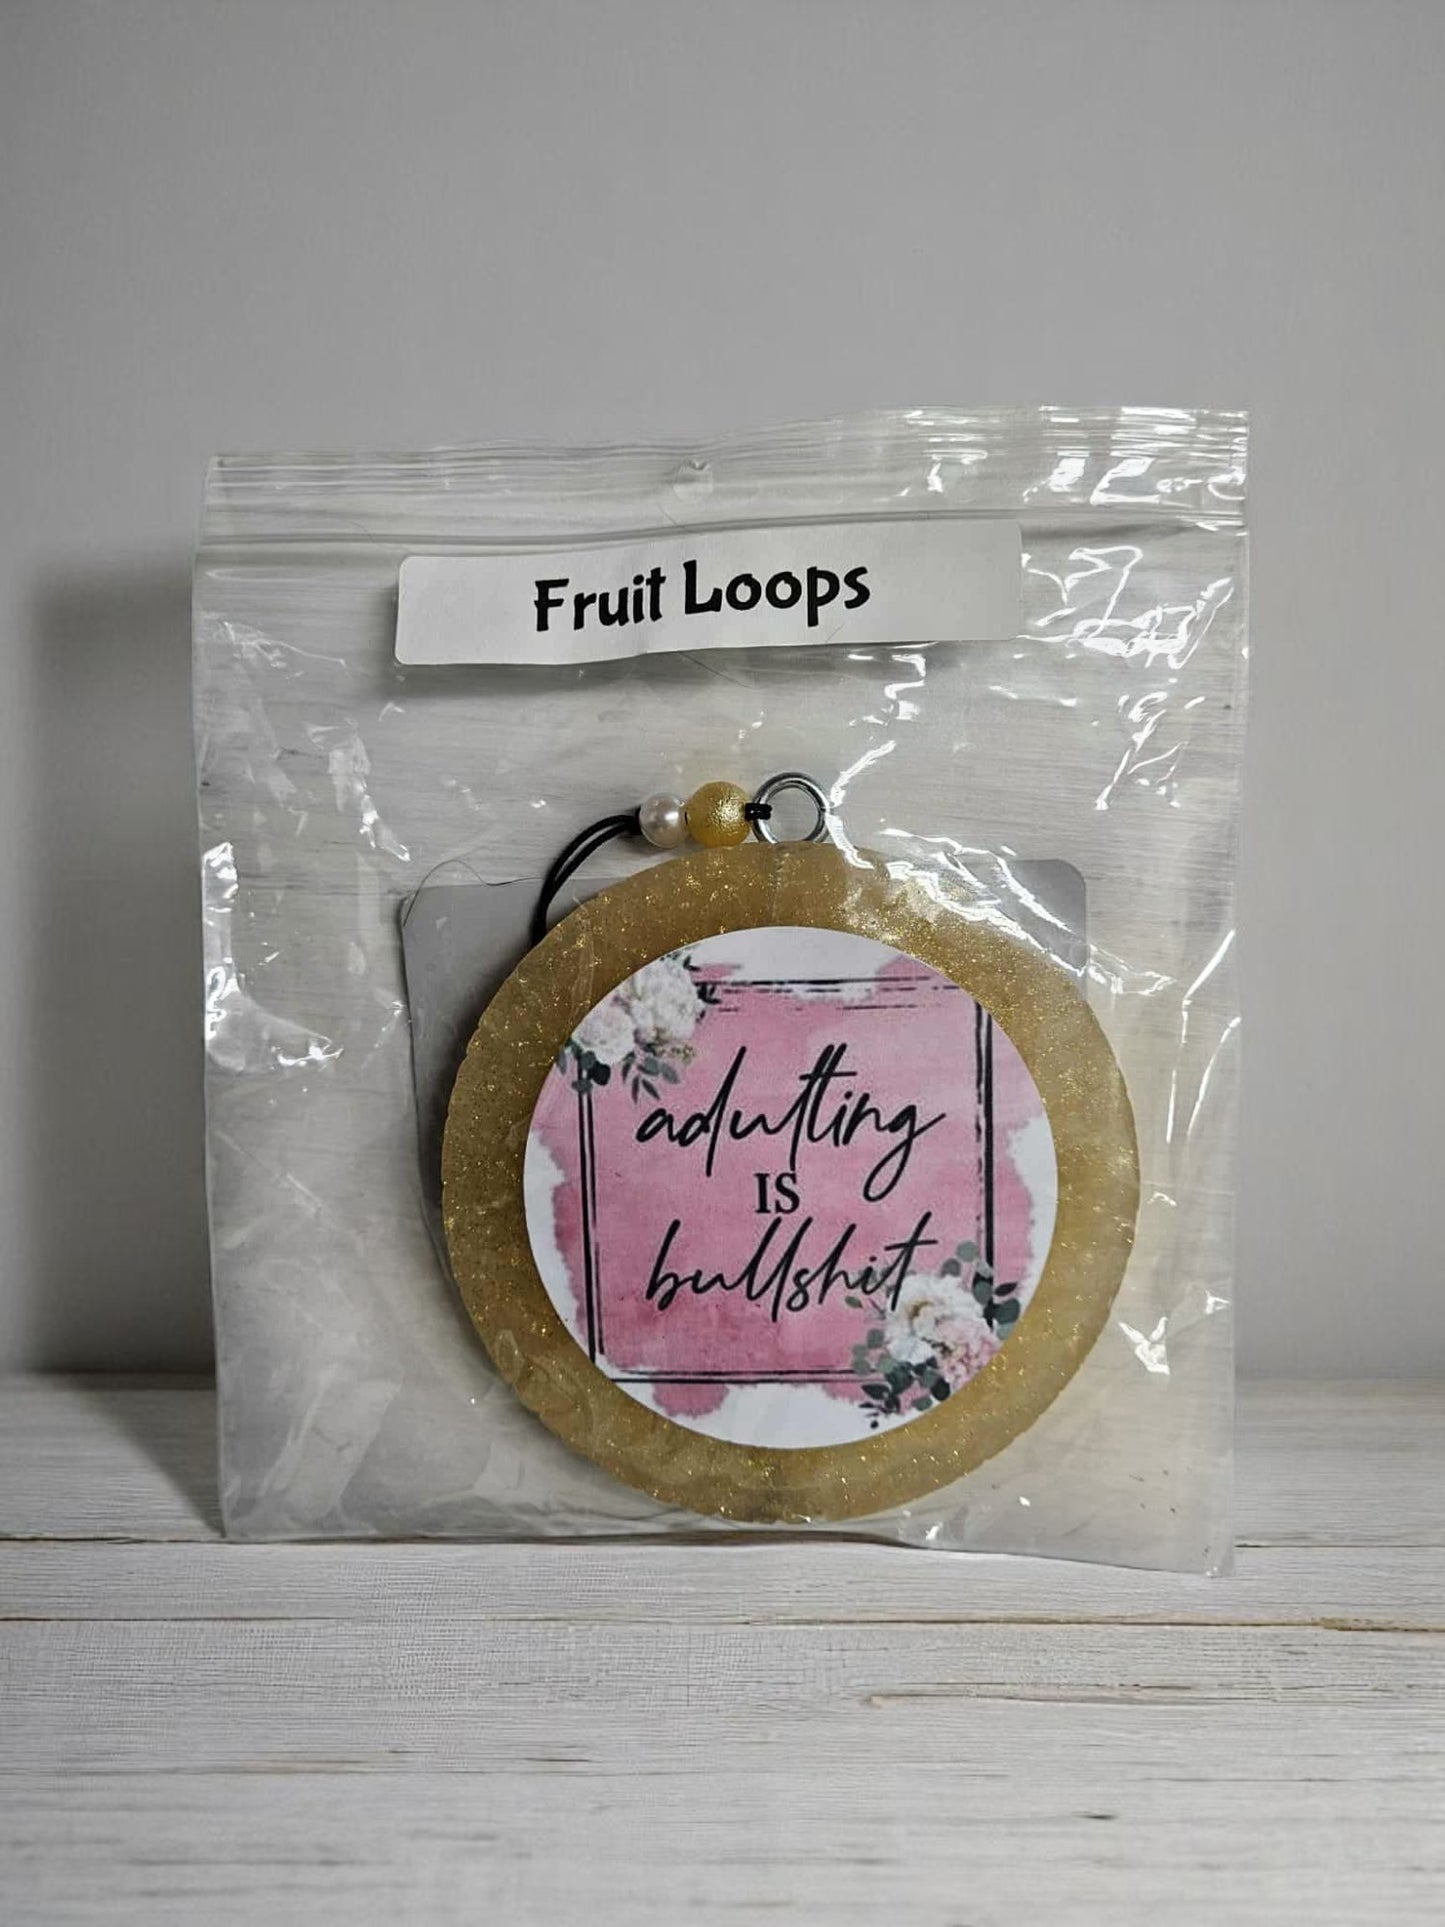 Fruit Loops
adulting
IS
bullshit